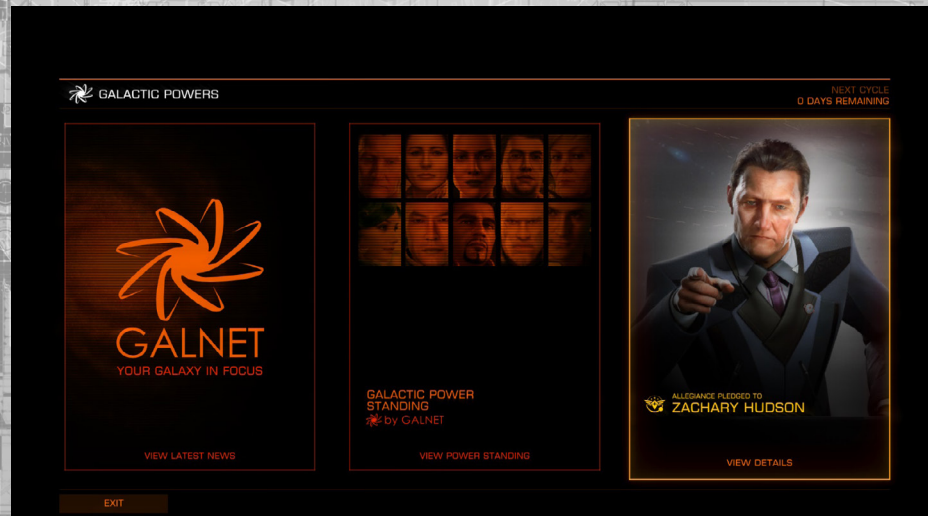 GALACTIC POWERS
NEXT CYCLE
0 DAYS REMAINING
GALNET
YOUR GALAXY IN FOCUS
VIEW LATEST NEWS
GALACTIC POWER
STANDING
by GALNET
VIEW POWER STANDING
ALLEGIANCE PLEDGED TO
ZACHARY HUDSON
VIEW DETAILS
EXIT